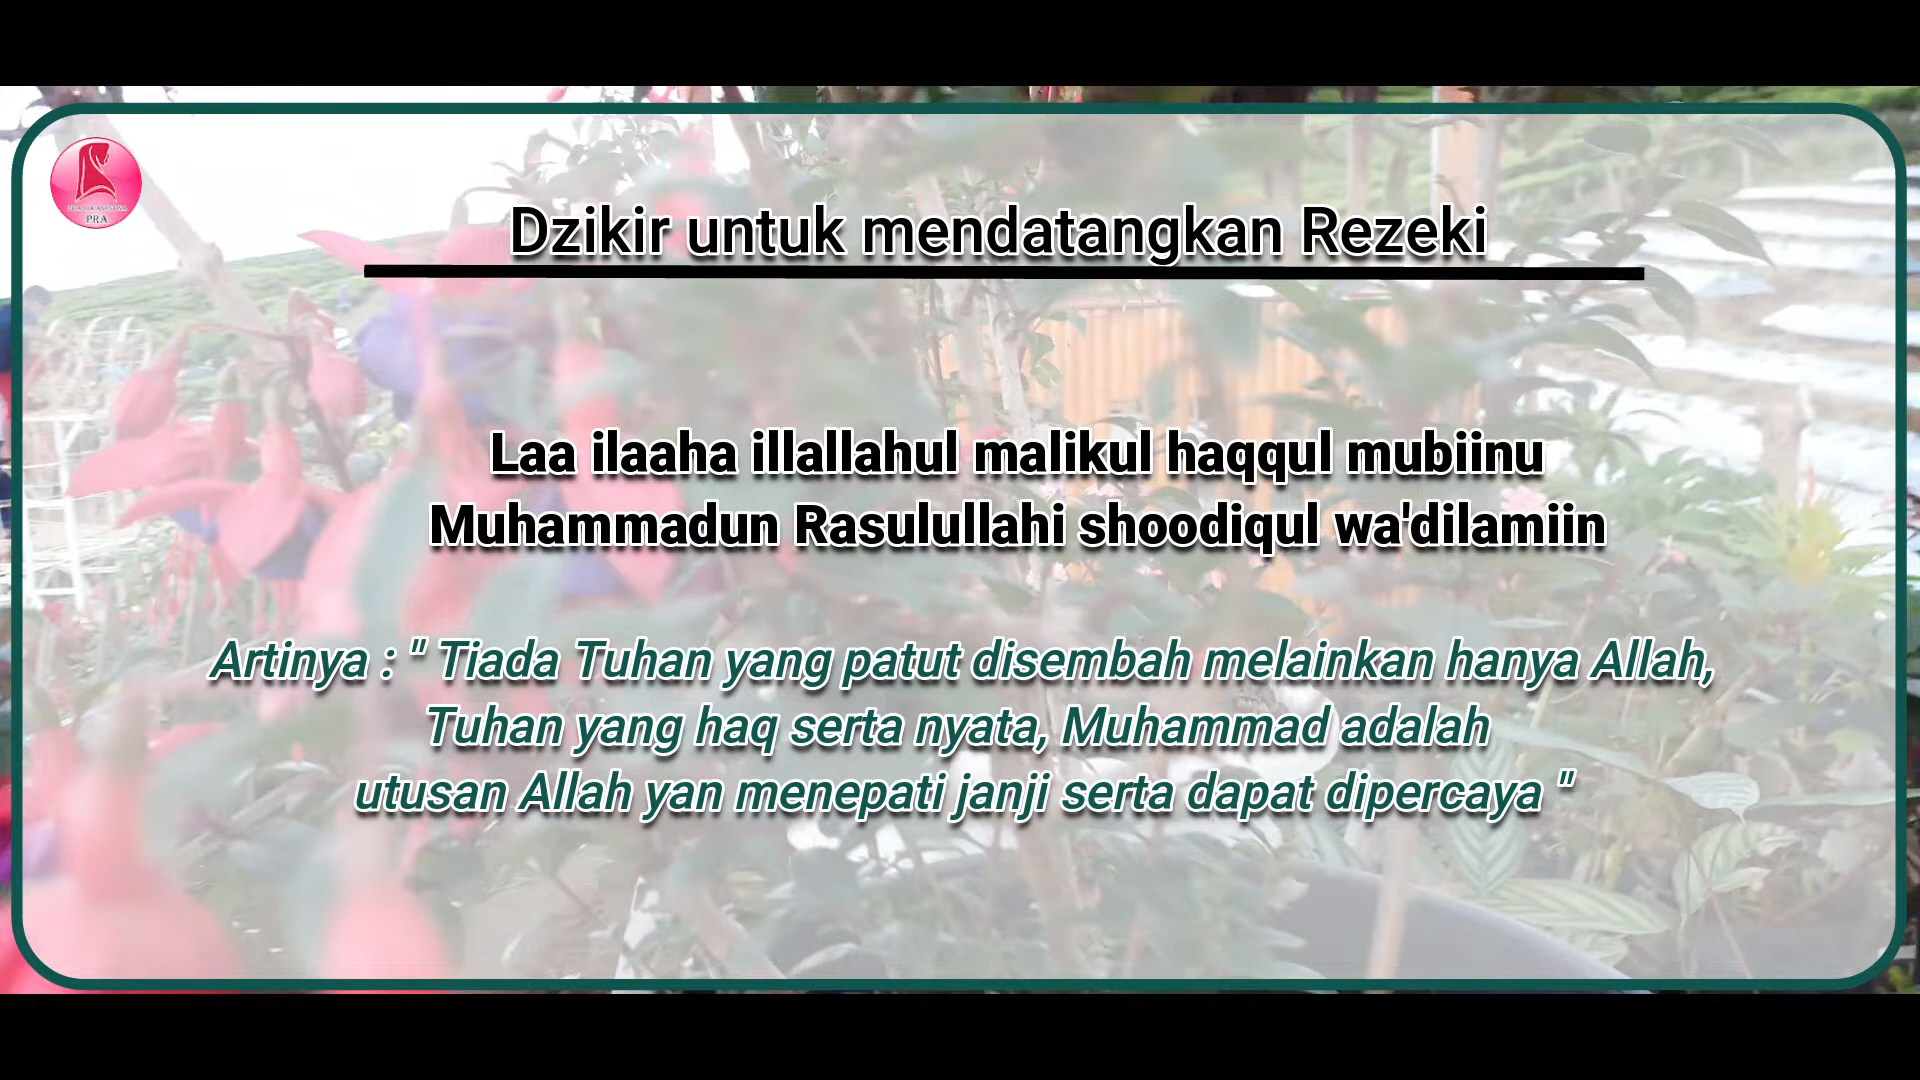 PRA
Dzikir untuk mendatangkan Rezeki
Laa ilaaha illallahul malikul haqqul mubiinu
Muhammadun Rasulullahi shoodiqul wa'dilamiin
Artinya : " Tiada Tuhan yang patut disembah melainkan hanya Allah,
Tuhan yang haq serta nyata, Muhammad adalah
utusan Allah yan menepati janji serta dapat dipercaya "